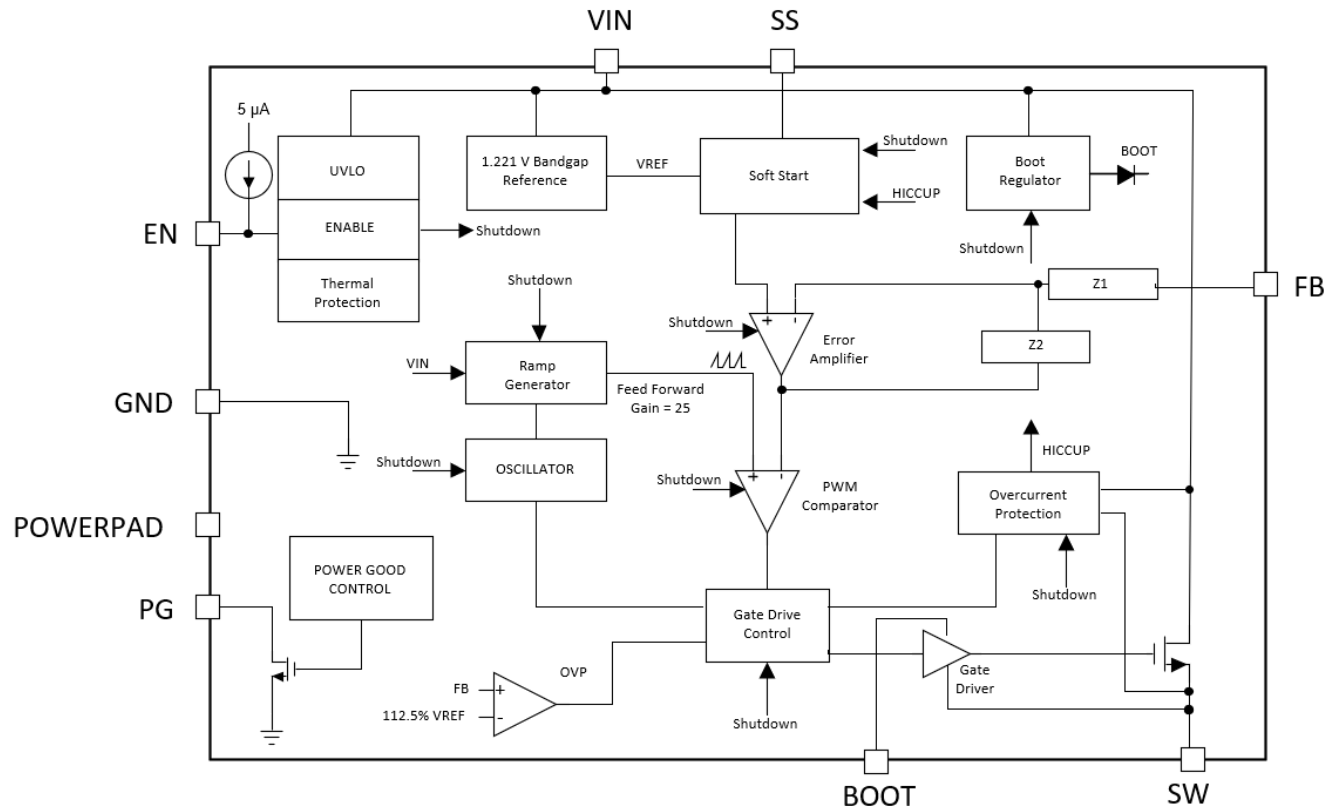 VIN
SS
5 µA
UVLO
ENABLE
Thermal
Protection
Shutdown
EN
1.221 V Bandgap
Reference
VREF
Soft Start
Shutdown
HICCUP
Boot
Regulator
BOOT
Shutdown
Z1
FB
Z2
Shutdown
+
-
Error
Amplifier
Shutdown
VIN
Ramp
Generator
Feed Forward
Gain = 25
GND
Shutdown
OSCILLATOR
Shutdown
+
-
PWM
Comparator
HICCUP
Overcurrent
Protection
Shutdown
POWERPAD
POWER GOOD
CONTROL
PG
Gate Drive
Control
Shutdown
OVP
FB
+
112.5% VREF
-
Gate
Driver
BOOT
SW